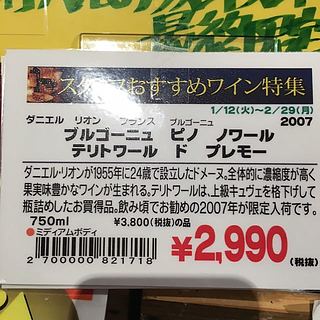 スタッフおすすめワイン特集
1/12(火)～2/29(月)
ダニエル リオン フランス ブルゴーニュ 2007
ブルゴーニュ ピノ ノワール
テリトワール ド プレモー
ダニエル・リオンが1955年に24歳で設立したドメーヌ。全体的に濃縮度が高く
果実味豊かなワインが生まれる。テリトワールは、上級キュヴェを格下げして
瓶詰めしたお買得品。飲み頃でお勧めの2007年が限定入荷です。
750ml ¥3,800(税抜)の品
●ミディアムボディ
¥2,990
(税抜)
2 700000 821718